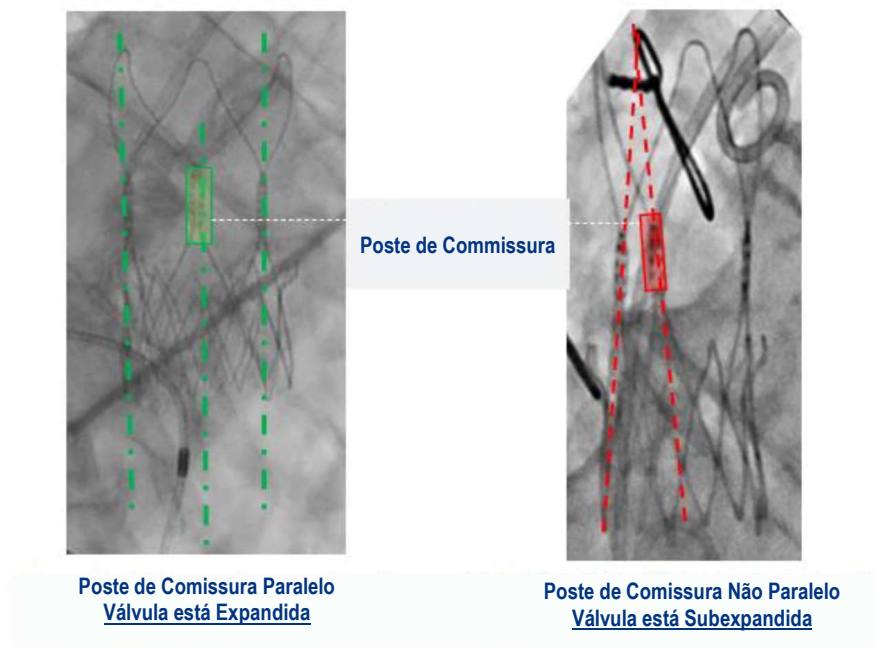 Poste de Commissura
Poste de Comissura Paralelo
Válvula está Expandida
Poste de Comissura Não Paralelo
Válvula está Subexpandida